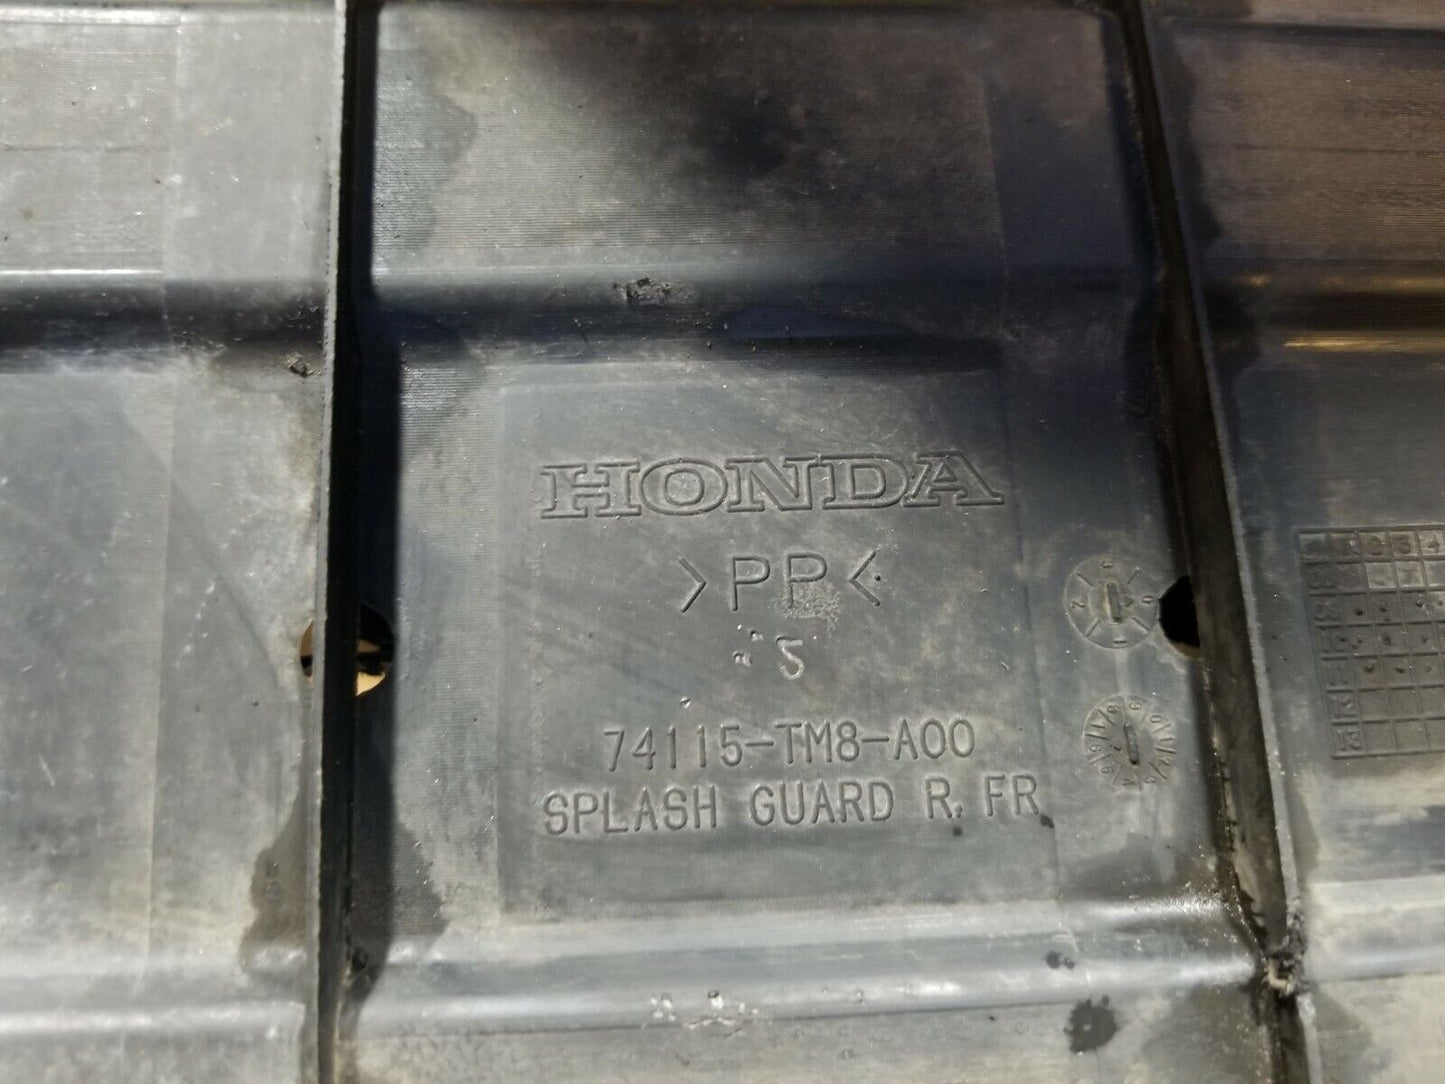 HONDA
>PP<
5
74115-TM8-A00
SPLASH GUARD R. FR